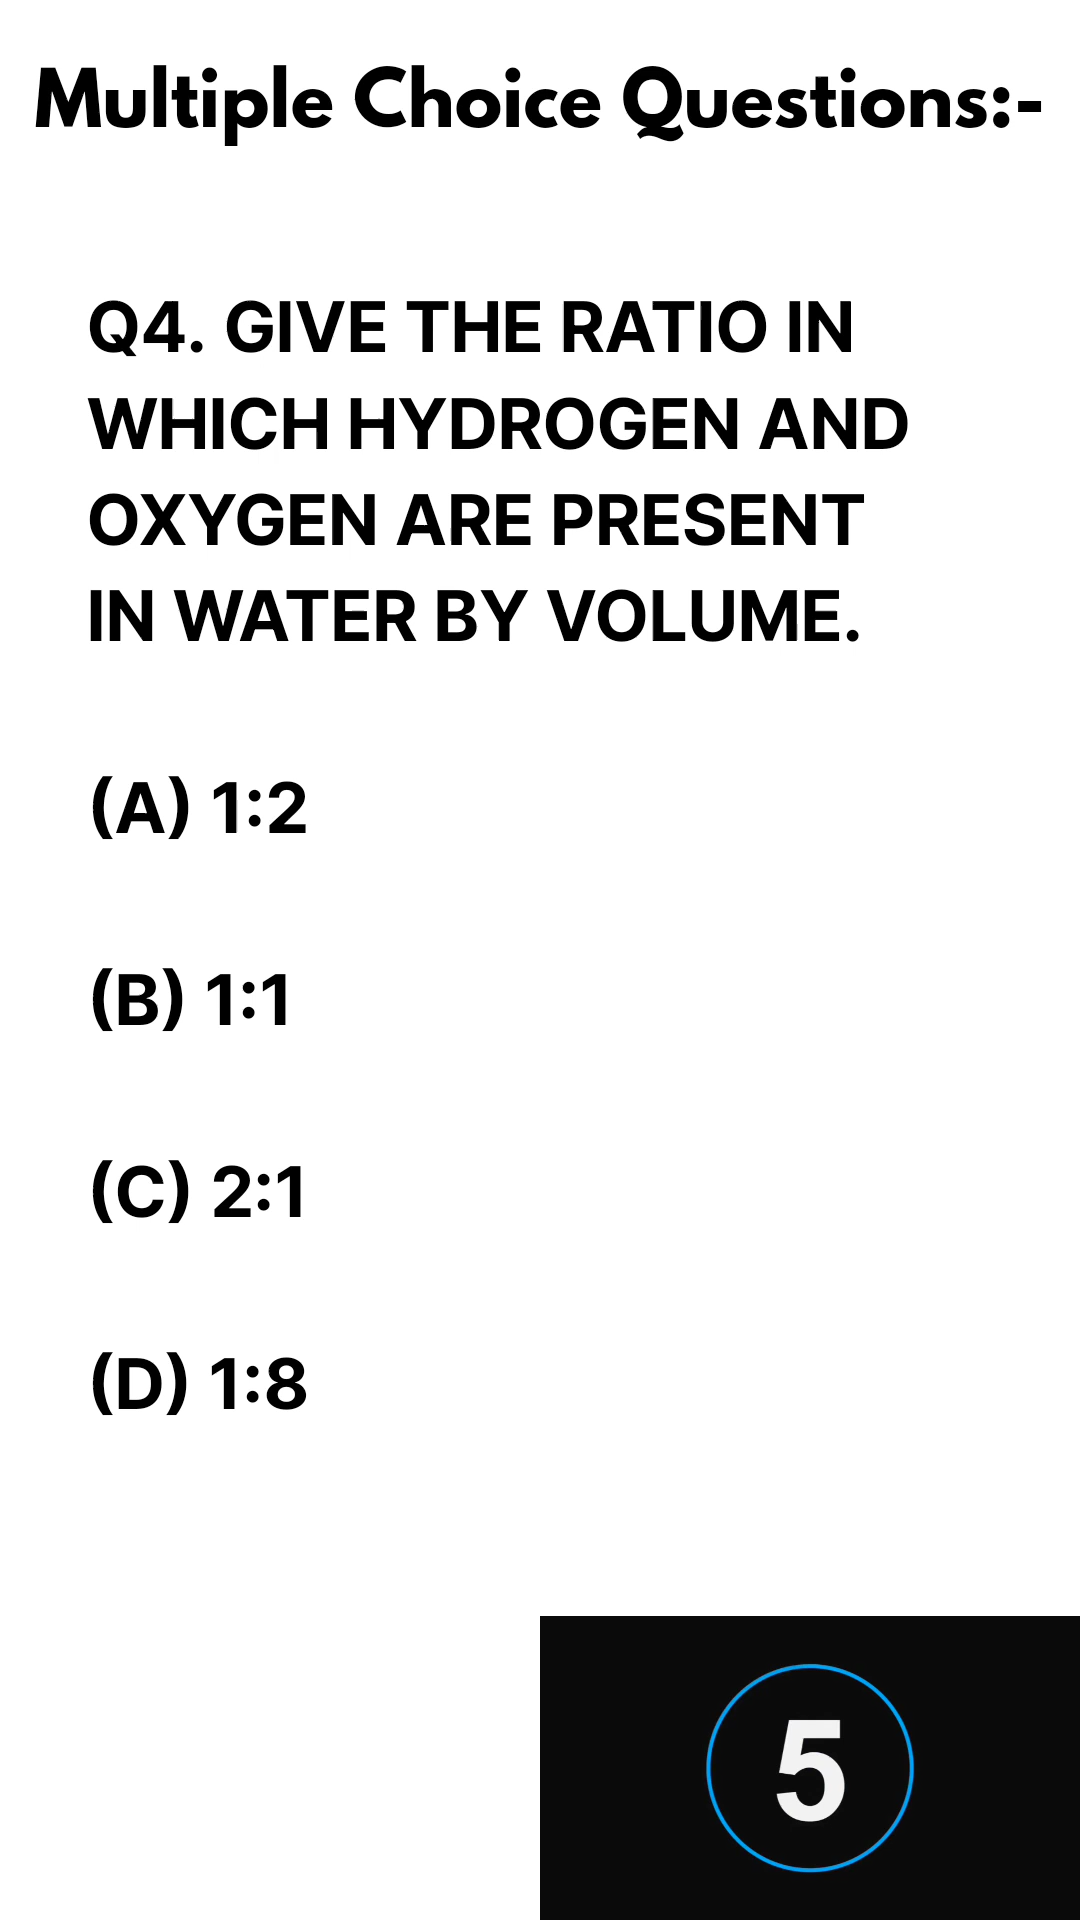 Multiple Choice Questions:-
Q4. GIVE THE RATIO IN
WHICH HYDROGEN AND
OXYGEN ARE PRESENT
IN WATER BY VOLUME.
(A) 1:2
(B) 1:1
(C) 2:1
(D) 1:8
5